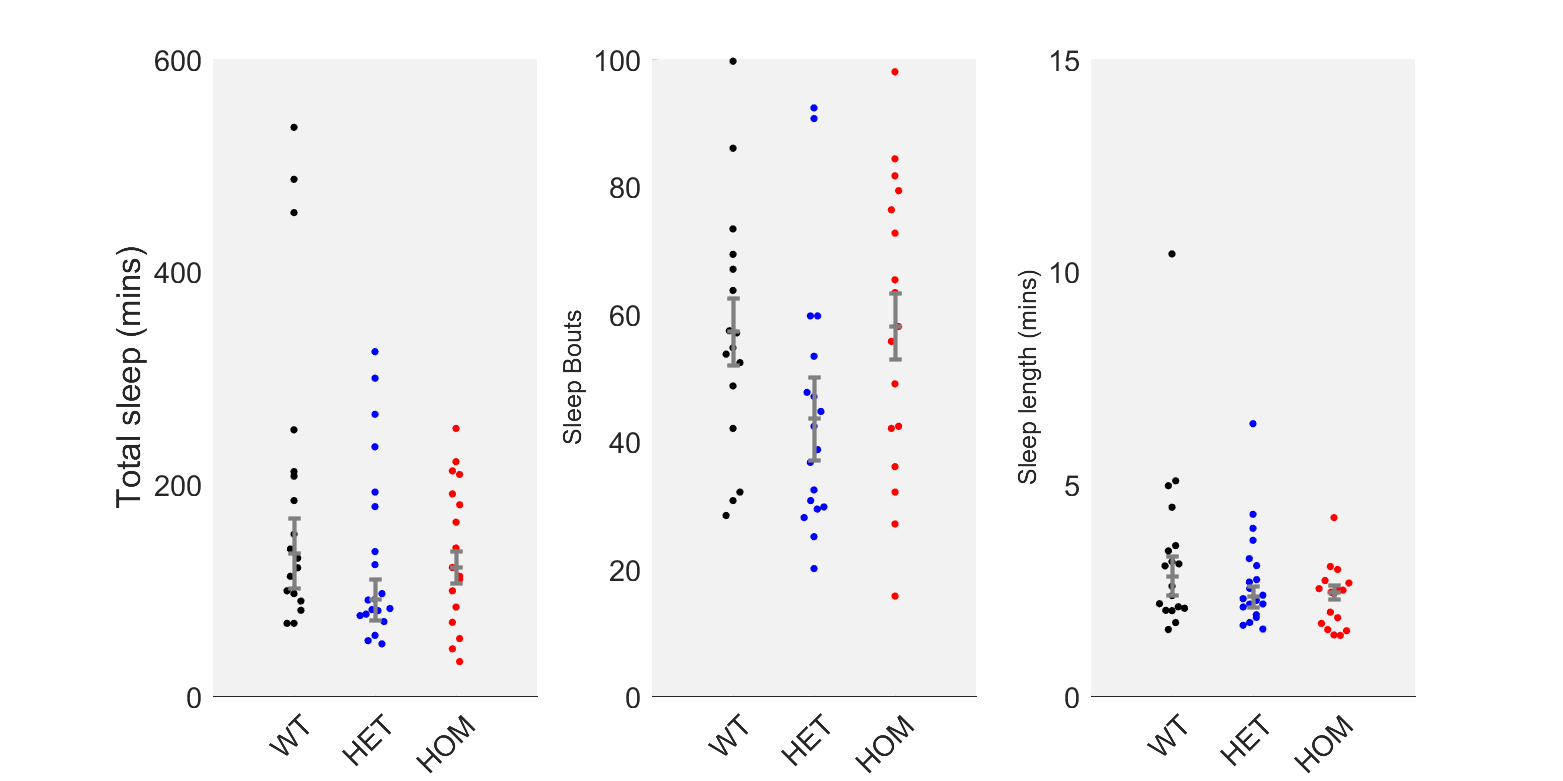 Total sleep (mins)
600
400
200
0
WT
HET
HOM
Sleep Bouts
100
80
60
40
20
0
WT
HET
HOM
Sleep length (mins)
15
10
5
0
WT
HET
HOM